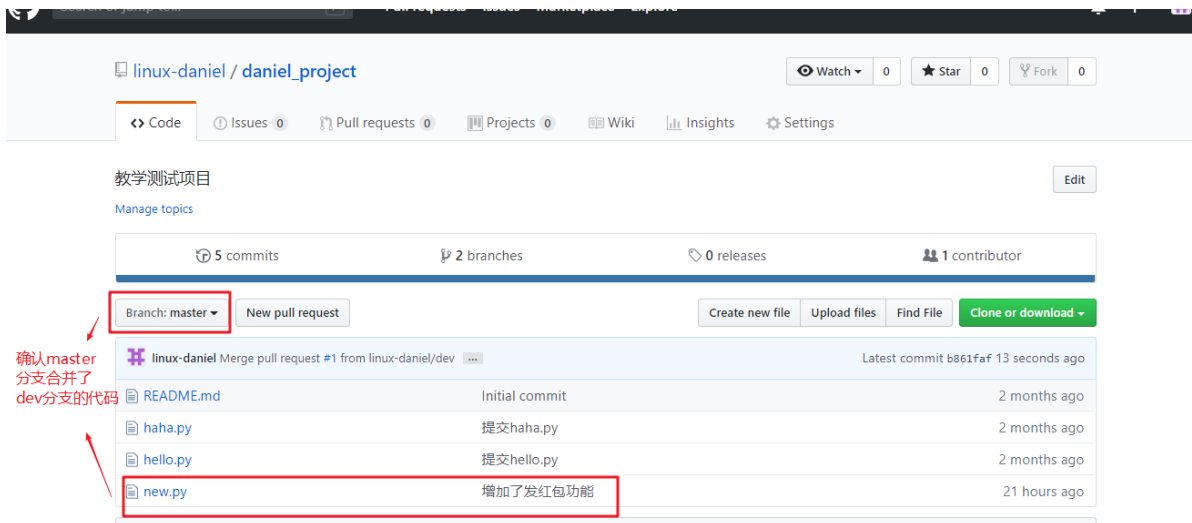 linux-daniel / daniel_project
Watch 0 Star 0 Fork 0
Code Issues 0 Pull requests 0 Projects 0 Wiki Insights Settings
教学测试项目
Edit
Manage topics
5 commits 2 branches 0 releases 1 contributor
Branch: master New pull request Create new file Upload files Find File Clone or download
linux-daniel Merge pull request #1 from linux-daniel/dev ... Latest commit b861faf 13 seconds ago
确认master
分支合并了
dev分支的代码
README.md Initial commit 2 months ago
haha.py 提交haha.py 2 months ago
hello.py 提交hello.py 2 months ago
new.py 增加了发红包功能 21 hours ago